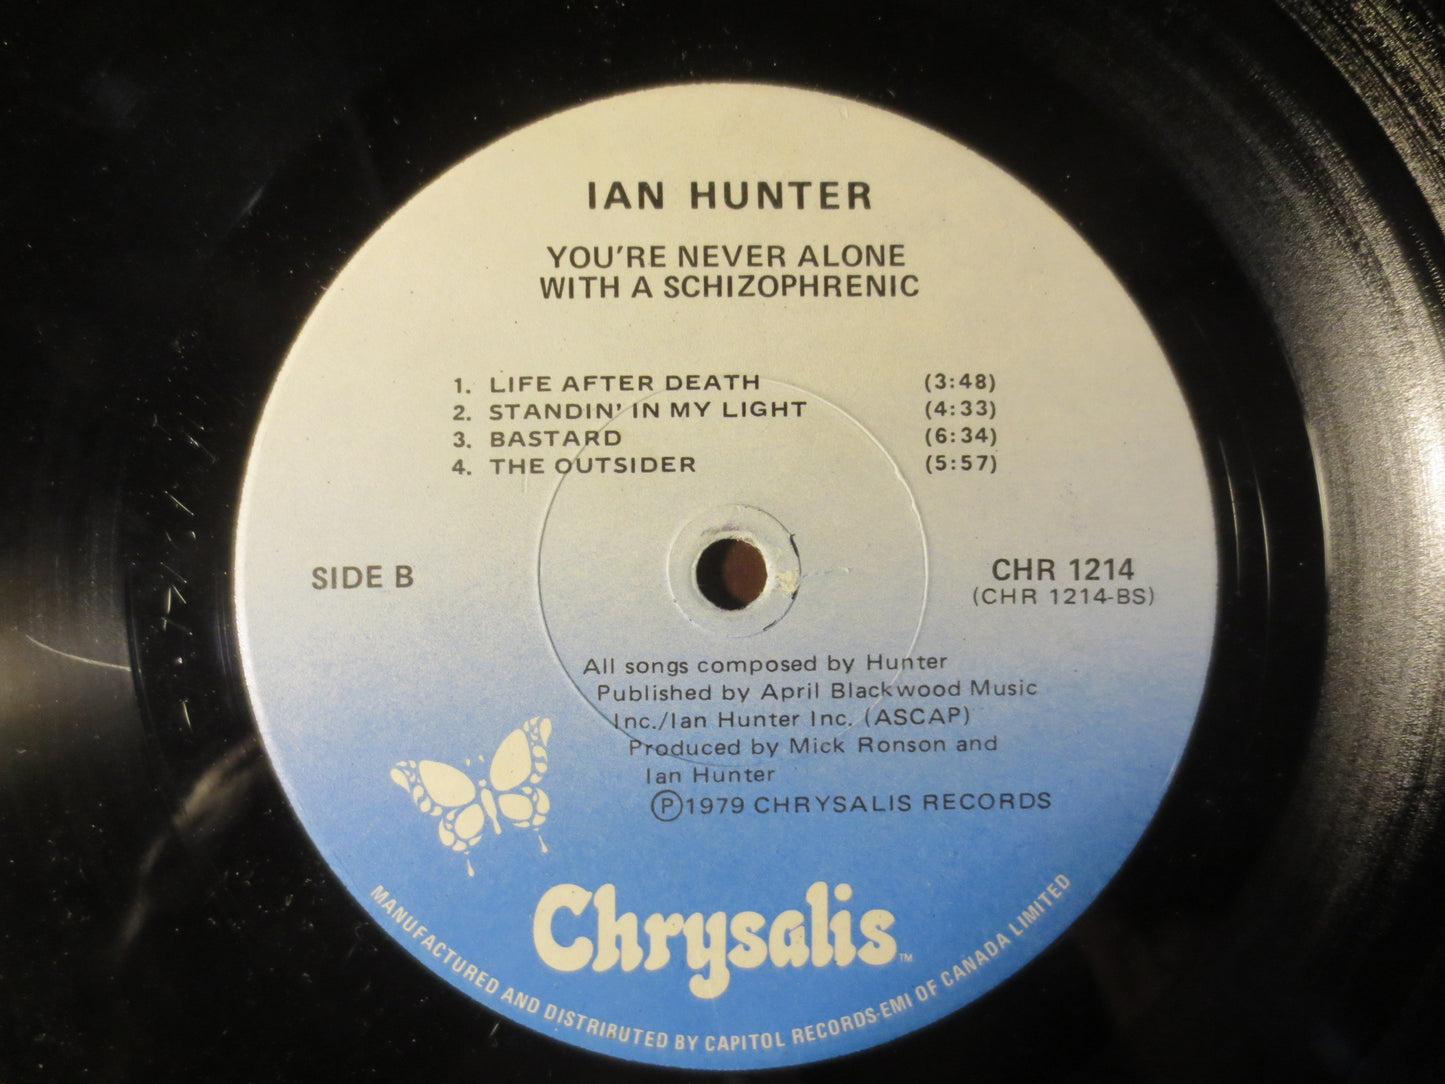 IAN HUNTER
YOU'RE NEVER ALONE
WITH A SCHIZOPHRENIC
1. LIFE AFTER DEATH (3:48)
2. STANDIN' IN MY LIGHT (4:33)
3. BASTARD (6:34)
4. THE OUTSIDER (5:57)
SIDE B
CHR 1214
(CHR 1214-BS)
All songs composed by Hunter
Published by April Blackwood Music
Inc./Ian Hunter Inc. (ASCAP)
Produced by Mick Ronson and
Ian Hunter
Ⓟ1979 CHRYSALIS RECORDS
Chrysalis™
MANUFACTURED AND DISTRIBUTED BY CAPITOL RECORDS-EMI OF CANADA LIMITED